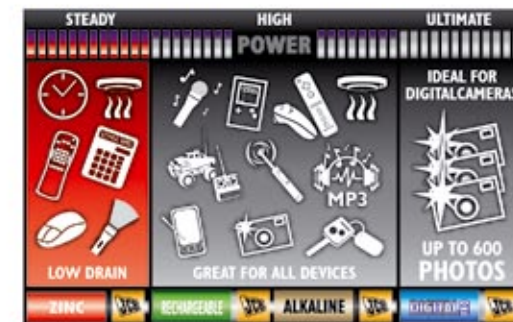 STEADY
HIGH
ULTIMATE
POWER
IDEAL FOR
DIGITALCAMERAS
MP3
UP TO 600
PHOTOS
LOW DRAIN
GREAT FOR ALL DEVICES
ZINC
JCB
RECHARGEABLE
JCB
ALKALINE
JCB
DIGITAL
JCB